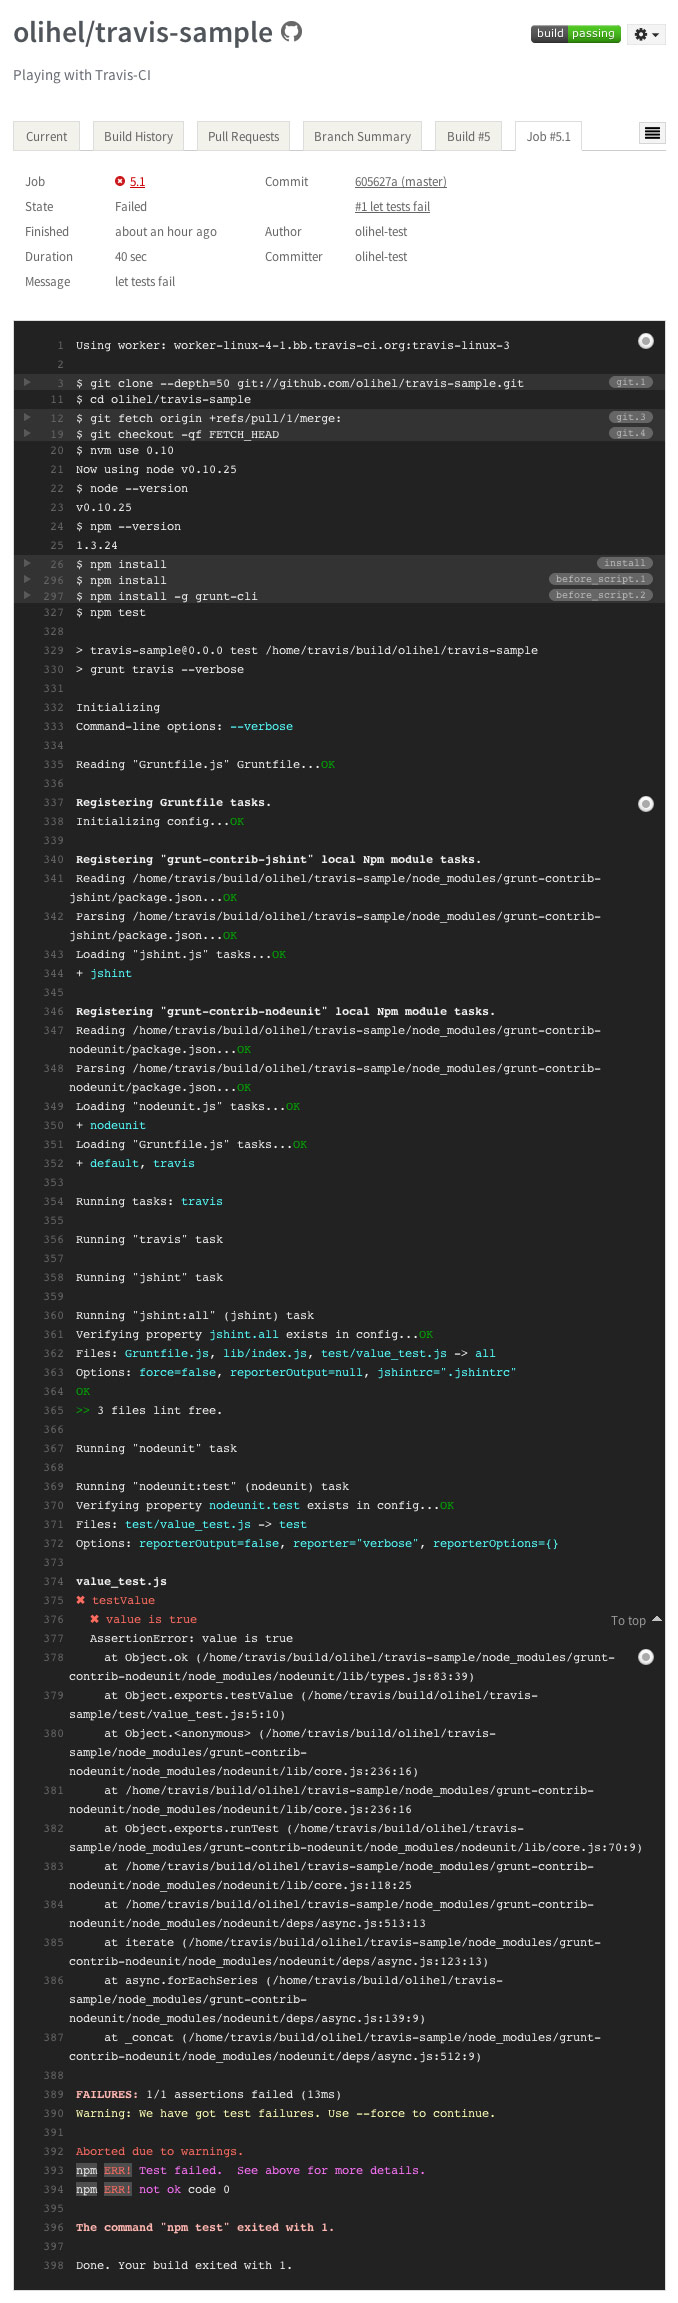 olihel/travis-sample
build passing
Playing with Travis-CI
Current Build History Pull Requests Branch Summary Build #5 Job #5.1
Job 5.1 Commit 605627a (master)
State Failed #1 let tests fail
Finished about an hour ago Author olihel-test
Duration 40 sec Committer olihel-test
Message let tests fail
1 Using worker: worker-linux-4-1.bb.travis-ci.org:travis-linux-3
2
3 $ git clone --depth=50 git://github.com/olihel/travis-sample.git git.1
11 $ cd olihel/travis-sample
12 $ git fetch origin +refs/pull/1/merge: git.3
19 $ git checkout -qf FETCH_HEAD git.4
20 $ nvm use 0.10
21 Now using node v0.10.25
22 $ node --version
23 v0.10.25
24 $ npm --version
25 1.3.24
26 $ npm install install
296 $ npm install before_script.1
297 $ npm install -g grunt-cli before_script.2
327 $ npm test
328
329 > travis-sample@0.0.0 test /home/travis/build/olihel/travis-sample
330 > grunt travis --verbose
331
332 Initializing
333 Command-line options: --verbose
334
335 Reading "Gruntfile.js" Gruntfile...OK
336
337 Registering Gruntfile tasks.
338 Initializing config...OK
339
340 Registering "grunt-contrib-jshint" local Npm module tasks.
341 Reading /home/travis/build/olihel/travis-sample/node_modules/grunt-contrib-
jshint/package.json...OK
342 Parsing /home/travis/build/olihel/travis-sample/node_modules/grunt-contrib-
jshint/package.json...OK
343 Loading "jshint.js" tasks...OK
344 + jshint
345
346 Registering "grunt-contrib-nodeunit" local Npm module tasks.
347 Reading /home/travis/build/olihel/travis-sample/node_modules/grunt-contrib-
nodeunit/package.json...OK
348 Parsing /home/travis/build/olihel/travis-sample/node_modules/grunt-contrib-
nodeunit/package.json...OK
349 Loading "nodeunit.js" tasks...OK
350 + nodeunit
351 Loading "Gruntfile.js" tasks...OK
352 + default, travis
353
354 Running tasks: travis
355
356 Running "travis" task
357
358 Running "jshint" task
359
360 Running "jshint:all" (jshint) task
361 Verifying property jshint.all exists in config...OK
362 Files: Gruntfile.js, lib/index.js, test/value_test.js -> all
363 Options: force=false, reporterOutput=null, jshintrc=".jshintrc"
364 OK
365 >> 3 files lint free.
366
367 Running "nodeunit" task
368
369 Running "nodeunit:test" (nodeunit) task
370 Verifying property nodeunit.test exists in config...OK
371 Files: test/value_test.js -> test
372 Options: reporterOutput=false, reporter="verbose", reporterOptions={}
373
374 value_test.js
375 ✖ testValue
376 ✖ value is true To top
377 AssertionError: value is true
378 at Object.ok (/home/travis/build/olihel/travis-sample/node_modules/grunt-
contrib-nodeunit/node_modules/nodeunit/lib/types.js:83:39)
379 at Object.exports.testValue (/home/travis/build/olihel/travis-
sample/test/value_test.js:5:10)
380 at Object.<anonymous> (/home/travis/build/olihel/travis-
sample/node_modules/grunt-contrib-
nodeunit/node_modules/nodeunit/lib/core.js:236:16)
381 at /home/travis/build/olihel/travis-sample/node_modules/grunt-contrib-
nodeunit/node_modules/nodeunit/lib/core.js:236:16
382 at Object.exports.runTest (/home/travis/build/olihel/travis-
sample/node_modules/grunt-contrib-nodeunit/node_modules/nodeunit/lib/core.js:70:9)
383 at /home/travis/build/olihel/travis-sample/node_modules/grunt-contrib-
nodeunit/node_modules/nodeunit/lib/core.js:118:25
384 at /home/travis/build/olihel/travis-sample/node_modules/grunt-contrib-
nodeunit/node_modules/nodeunit/deps/async.js:513:13
385 at iterate (/home/travis/build/olihel/travis-sample/node_modules/grunt-
contrib-nodeunit/node_modules/nodeunit/deps/async.js:123:13)
386 at async.forEachSeries (/home/travis/build/olihel/travis-
sample/node_modules/grunt-contrib-
nodeunit/node_modules/nodeunit/deps/async.js:139:9)
387 at _concat (/home/travis/build/olihel/travis-sample/node_modules/grunt-
contrib-nodeunit/node_modules/nodeunit/deps/async.js:512:9)
388
389 FAILURES: 1/1 assertions failed (13ms)
390 Warning: We have got test failures. Use --force to continue.
391
392 Aborted due to warnings.
393 npm ERR! Test failed.  See above for more details.
394 npm ERR! not ok code 0
395
396 The command "npm test" exited with 1.
397
398 Done. Your build exited with 1.